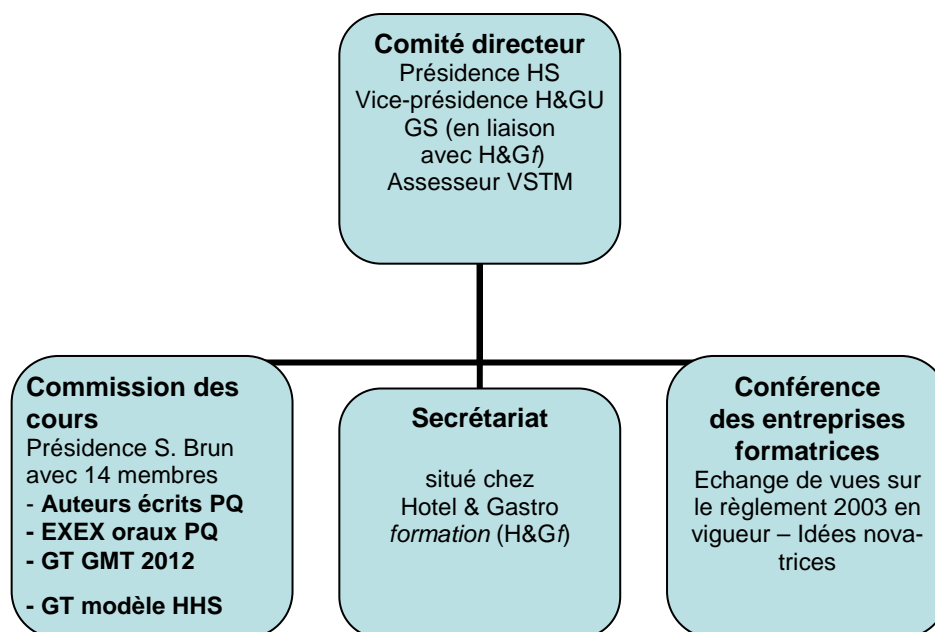 Comité directeur
Présidence HS
Vice-présidence H&GU
GS (en liaison
avec H&Gf)
Assesseur VSTM
Commission des
cours
Présidence S. Brun
avec 14 membres
- Auteurs écrits PQ
- EXEX oraux PQ
- GT GMT 2012
- GT modèle HHS
Secrétariat
situé chez
Hotel & Gastro
formation (H&Gf)
Conférence
des entreprises
formatrices
Echange de vues sur
le règlement 2003 en
vigueur – Idées nova-
trices